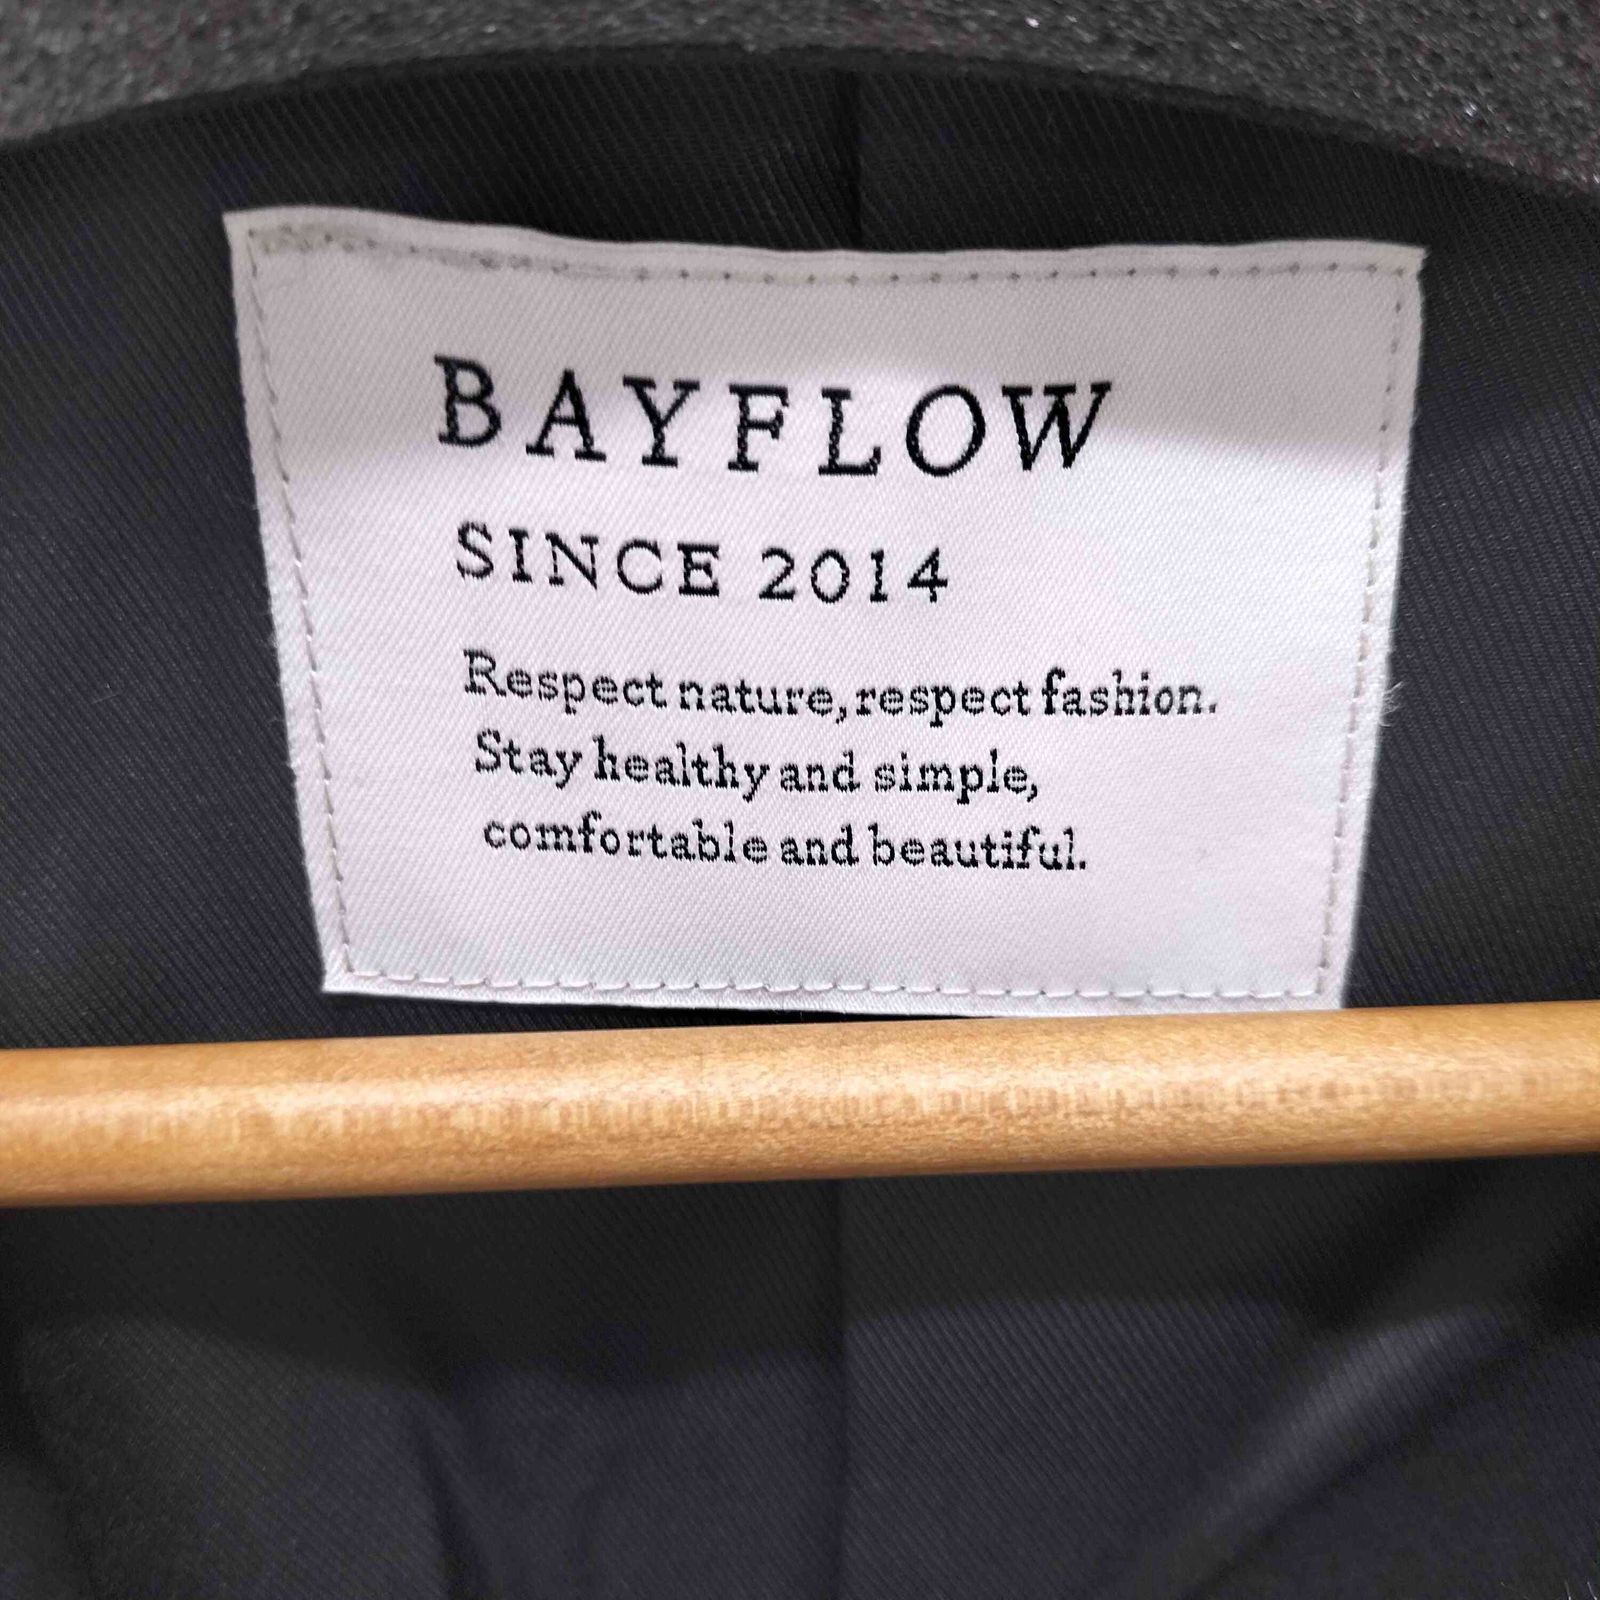 BAYFLOW
SINCE 2014
Respect nature, respect fashion.
Stay healthy and simple,
comfortable and beautiful.